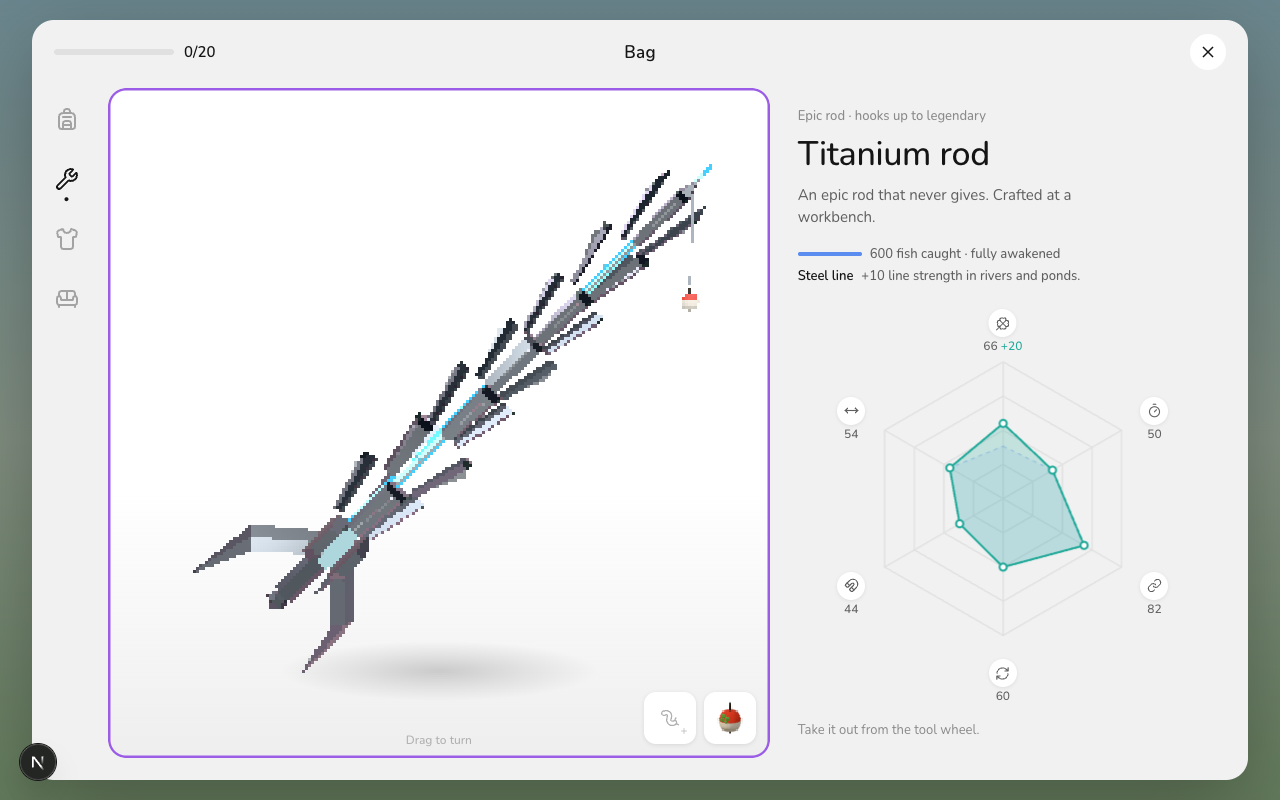 0/20
Bag
Epic rod · hooks up to legendary
Titanium rod
An epic rod that never gives. Crafted at a
workbench.
600 fish caught · fully awakened
Steel line +10 line strength in rivers and ponds.
66 +20
54
50
44
82
60
Drag to turn
Take it out from the tool wheel.
N